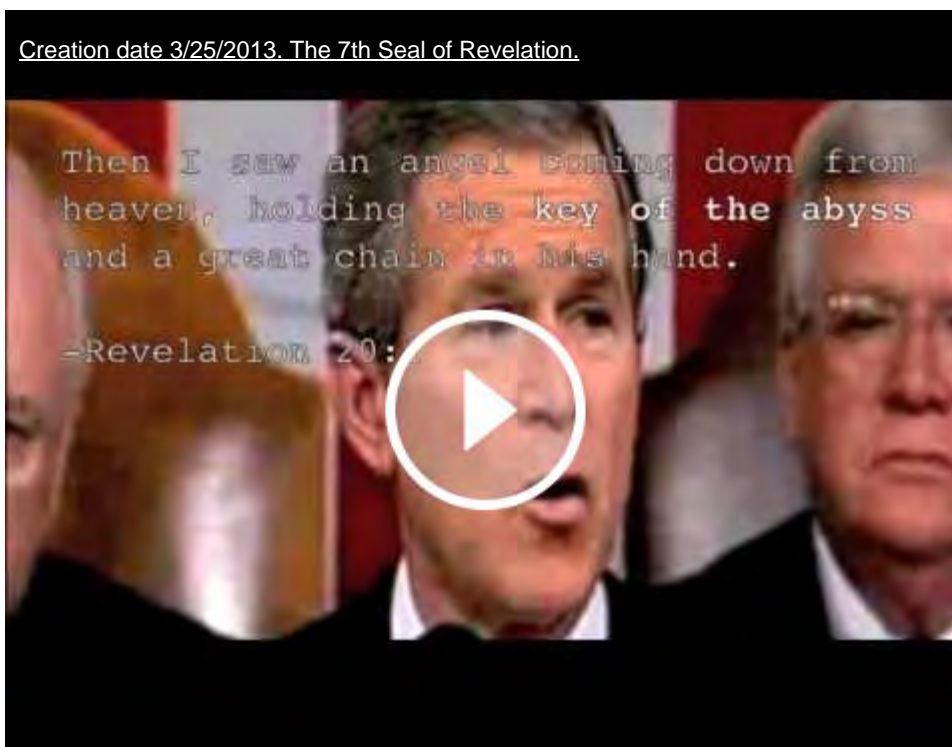 Creation date 3/25/2013. The 7th Seal of Revelation.
Then I saw an angel coming down from
heaven, holding the key of the abyss
and a great chain in his hand.
-Revelation 20: